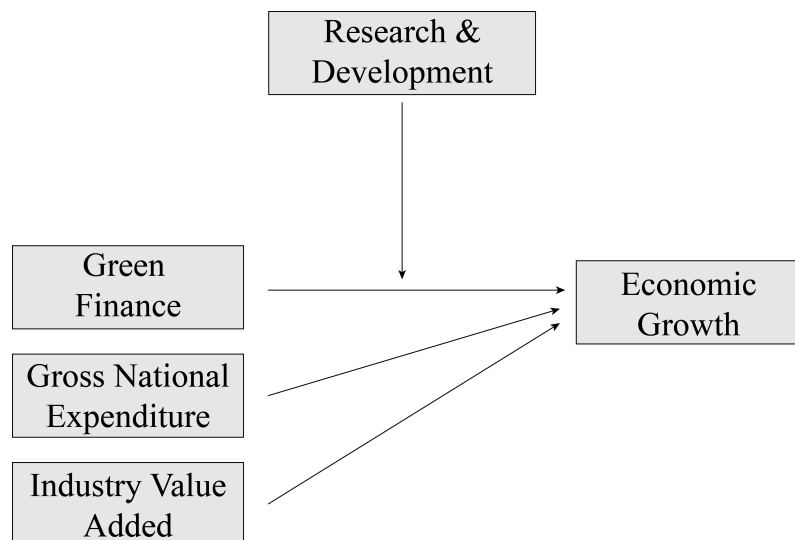 Research &
Development
Green
Finance
Economic
Growth
Gross National
Expenditure
Industry Value
Added